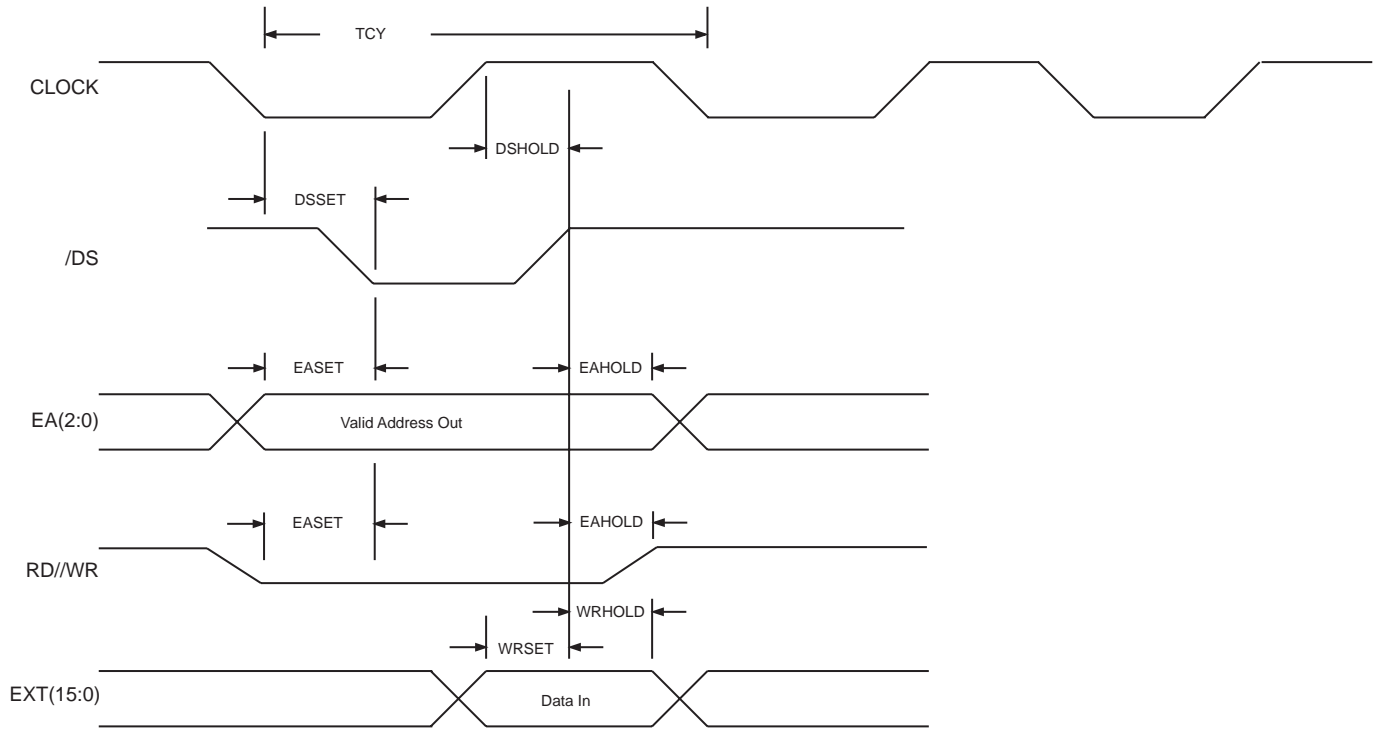 TCY
CLOCK
DSHOLD
DSSET
/DS
EASET
EAHOLD
EA(2:0)
Valid Address Out
EASET
EAHOLD
RD//WR
WRHOLD
WRSET
EXT(15:0)
Data In